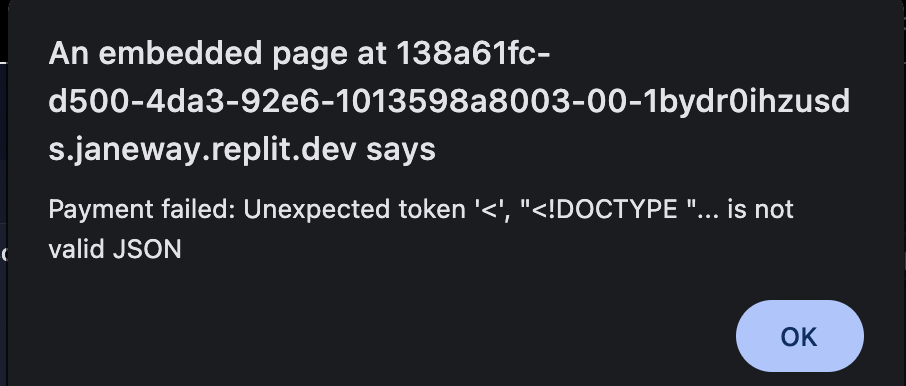 An embedded page at 138a61fc-
d500-4da3-92e6-1013598a8003-00-1bydr0ihzusd
s.janeway.replit.dev says
Payment failed: Unexpected token '<', "<!DOCTYPE "... is not
valid JSON
OK